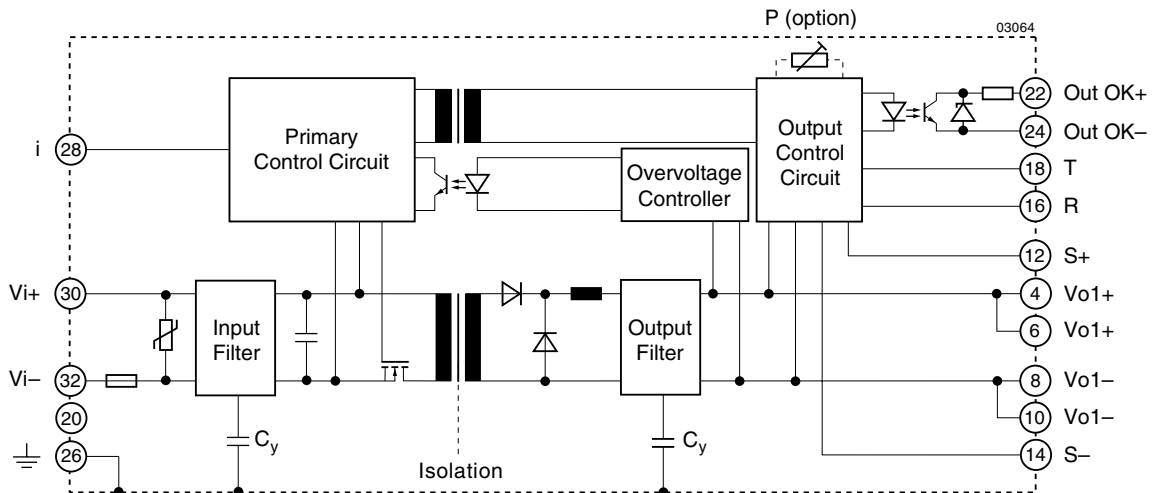 P (option)
03064
Primary
Control Circuit
Output
Control
Circuit
Overvoltage
Controller
22 Out OK+
24 Out OK–
i 28
18 T
16 R
12 S+
Vi+ 30
4 Vo1+
Input
Filter
Output
Filter
6 Vo1+
Vi– 32
8 Vo1–
20
10 Vo1–
26
Cy
Cy
14 S–
Isolation